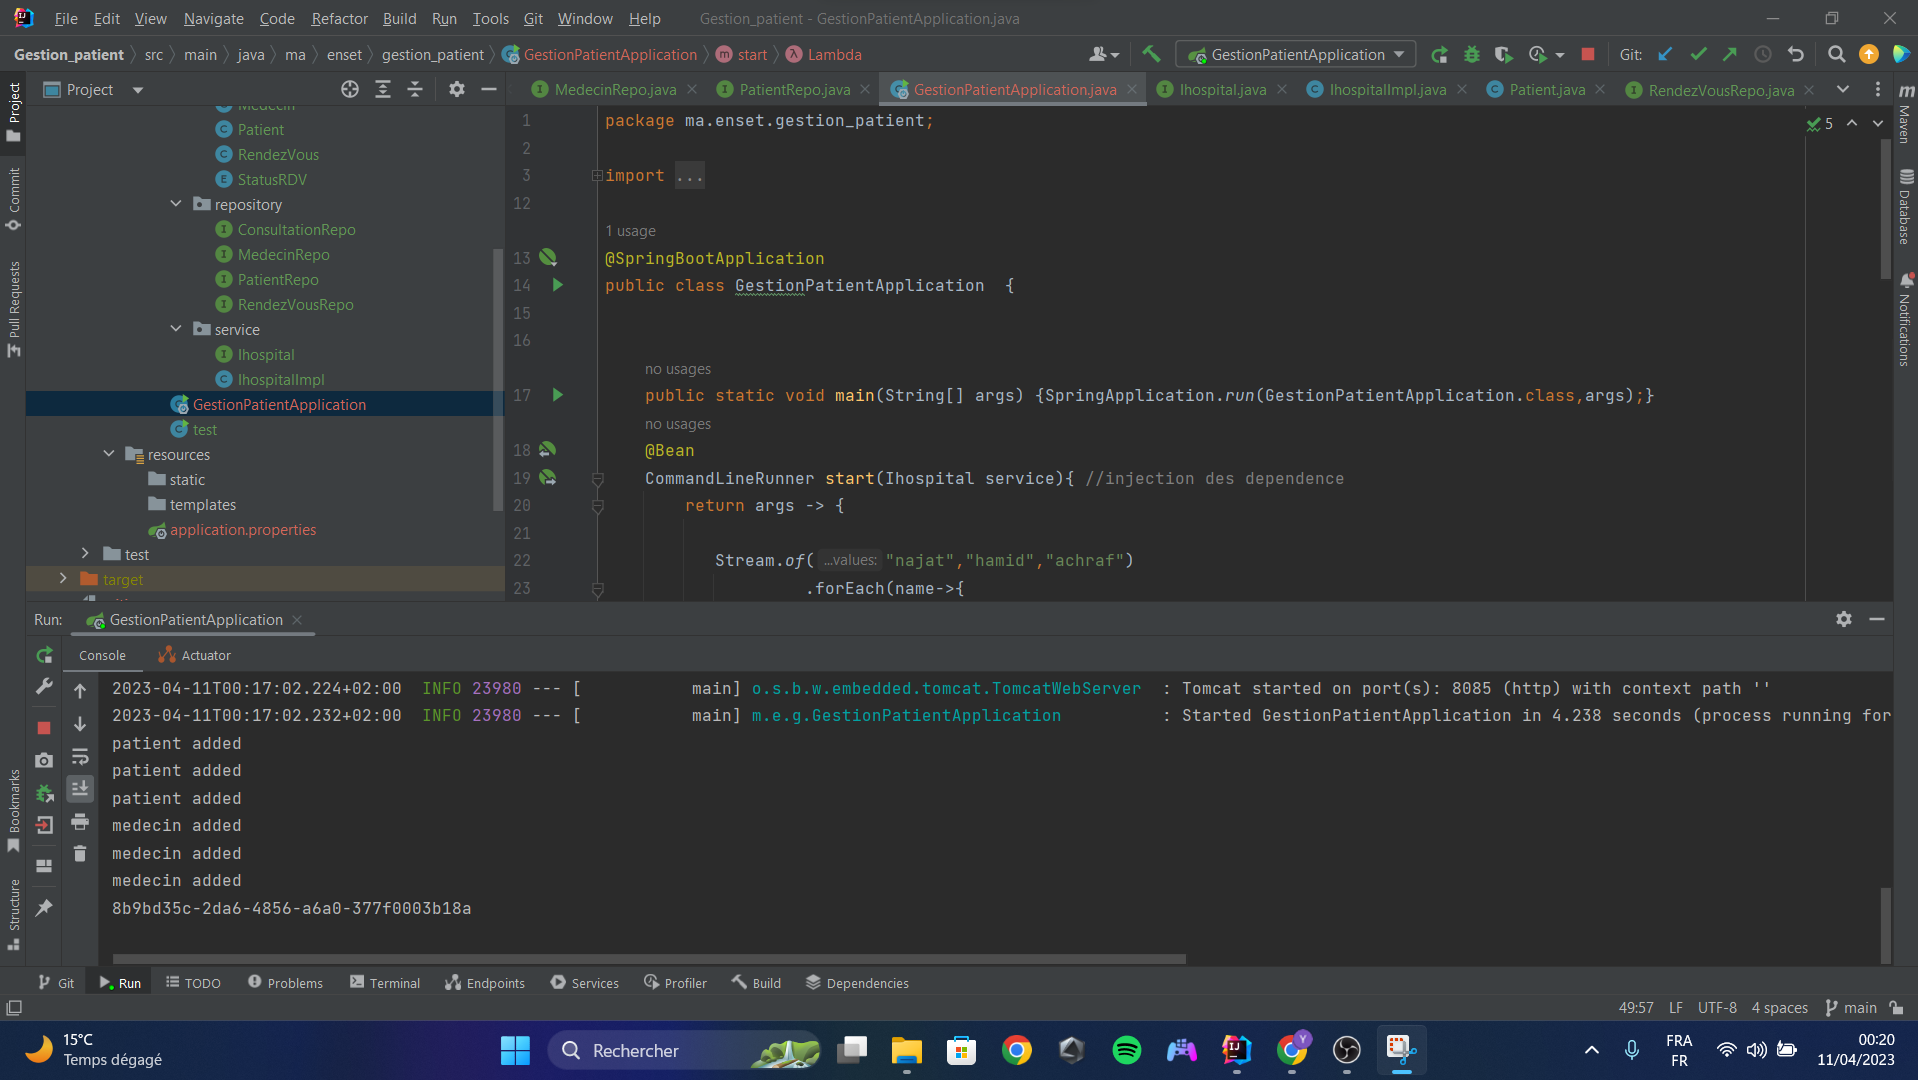 File Edit View Navigate Code Refactor Build Run Tools Git Window Help Gestion_patient - GestionPatientApplication.java
Gestion_patient src main java ma enset gestion_patient GestionPatientApplication start Lambda GestionPatientApplication Git:
Project
MedecinRepo.java PatientRepo.java GestionPatientApplication.java Ihospital.java IhospitalImpl.java Patient.java RendezVousRepo.java
Project
Commit
Pull Requests
Bookmarks
Structure
Medecin
Patient
RendezVous
StatusRDV
repository
ConsultationRepo
MedecinRepo
PatientRepo
RendezVousRepo
service
Ihospital
IhospitalImpl
GestionPatientApplication
test
resources
static
templates
application.properties
test
target
1 package ma.enset.gestion_patient;
2
3 import ...
12
1 usage
13 @SpringBootApplication
14 public class GestionPatientApplication {
15
16
no usages
17 public static void main(String[] args) {SpringApplication.run(GestionPatientApplication.class,args);}
no usages
18 @Bean
19 CommandLineRunner start(Ihospital service){ //injection des dependence
20 return args -> {
21
22 Stream.of( ...values: "najat","hamid","achraf")
23 .forEach(name->{
5
Maven
Database
Notifications
Run: GestionPatientApplication
Console Actuator
2023-04-11T00:17:02.224+02:00 INFO 23980 --- [ main] o.s.b.w.embedded.tomcat.TomcatWebServer : Tomcat started on port(s): 8085 (http) with context path ''
2023-04-11T00:17:02.232+02:00 INFO 23980 --- [ main] m.e.g.GestionPatientApplication : Started GestionPatientApplication in 4.238 seconds (process running for
patient added
patient added
patient added
medecin added
medecin added
medecin added
8b9bd35c-2da6-4856-a6a0-377f0003b18a
Git Run TODO Problems Terminal Endpoints Services Profiler Build Dependencies
49:57 LF UTF-8 4 spaces main
15°C
Temps dégagé
Rechercher
Y
FRA
FR
00:20
11/04/2023